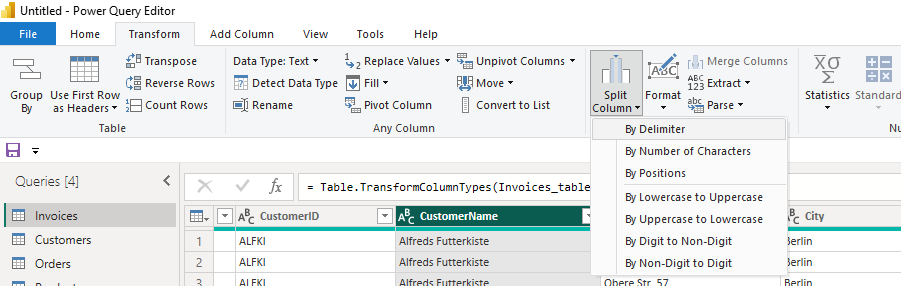 Untitled - Power Query Editor
File Home Transform Add Column View Tools Help
Group By
Use First Row as Headers
Transpose
Reverse Rows
Count Rows
Table
Data Type: Text
Detect Data Type
Rename
Replace Values
Fill
Pivot Column
Unpivot Columns
Move
Convert to List
Any Column
Split Column
Format
Merge Columns
Extract
Parse
Statistics
Standard
By Delimiter
By Number of Characters
By Positions
By Lowercase to Uppercase
By Uppercase to Lowercase
By Digit to Non-Digit
By Non-Digit to Digit
Queries [4]
Invoices
Customers
Orders
fx = Table.TransformColumnTypes(Invoices_table
CustomerID CustomerName City
1 ALFKI Alfreds Futterkiste Berlin
2 ALFKI Alfreds Futterkiste Berlin
3 ALFKI Alfreds Futterkiste Obere Str. 57 Berlin